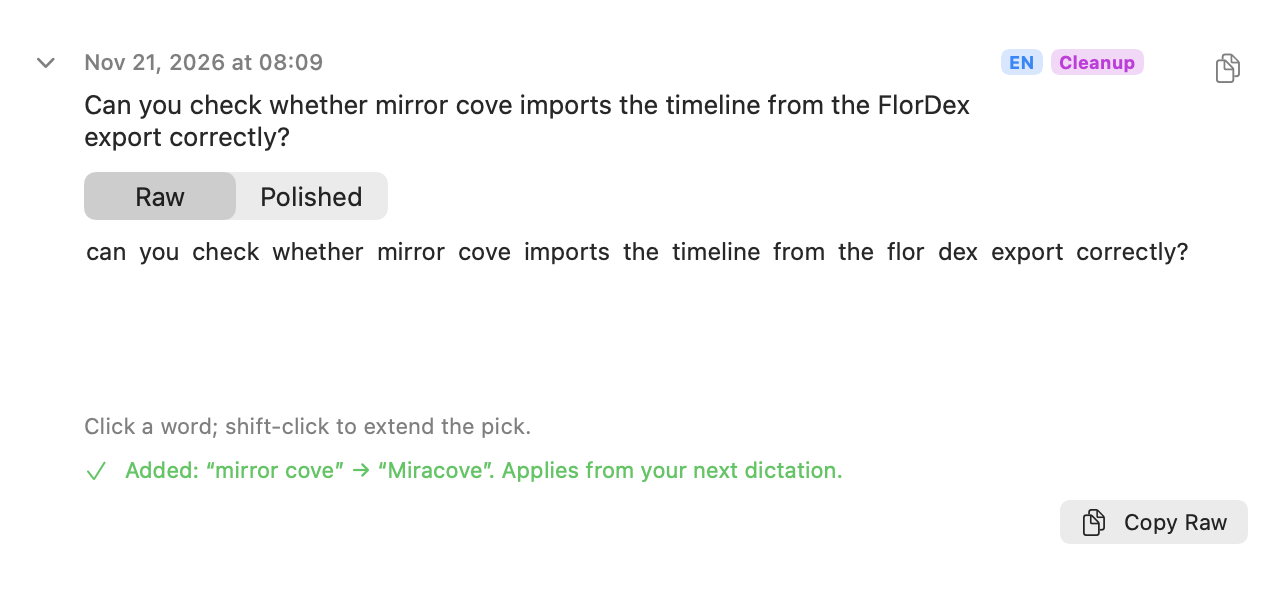 Nov 21, 2026 at 08:09
EN Cleanup
Can you check whether mirror cove imports the timeline from the FlorDex
export correctly?
Raw Polished
can you check whether mirror cove imports the timeline from the flor dex export correctly?
Click a word; shift-click to extend the pick.
✓ Added: “mirror cove” → “Miracove”. Applies from your next dictation.
Copy Raw